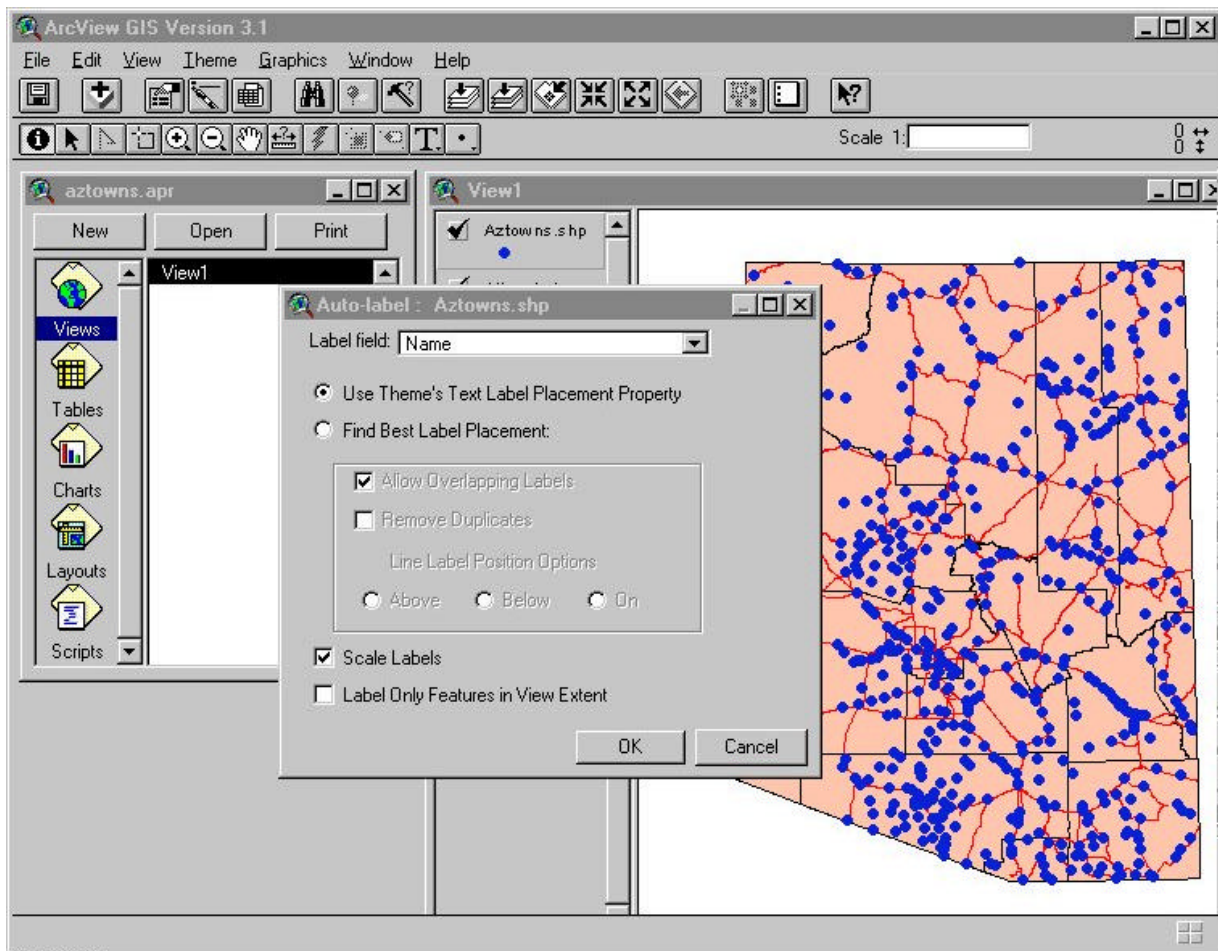 ArcView GIS Version 3.1
File Edit View Theme Graphics Window Help
Scale 1:
0
0
aztowns.apr
View1
New Open Print
Aztowns.shp
View1
Views
Tables
Charts
Layouts
Scripts
Auto-label : Aztowns.shp
Label field: Name
Use Theme's Text Label Placement Property
Find Best Label Placement:
Allow Overlapping Labels
Remove Duplicates
Line Label Position Options
Above Below On
Scale Labels
Label Only Features in View Extent
OK Cancel